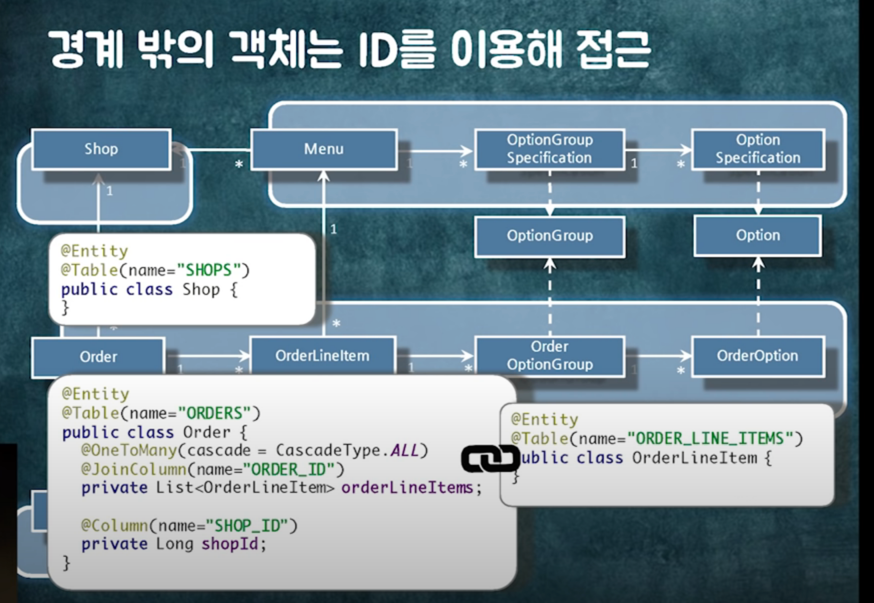 경계 밖의 객체는 ID를 이용해 접근
Shop
Menu
OptionGroup
Specification
Option
Specification
1
*
1
*
1
*
1
1
OptionGroup
Option
@Entity
@Table(name="SHOPS")
public class Shop {
}
*
*
Order
OrderLineItem
Order
OptionGroup
OrderOption
1
*
1
*
1
*
@Entity
@Table(name="ORDERS")
public class Order {
@OneToMany(cascade = CascadeType.ALL)
@JoinColumn(name="ORDER_ID")
private List<OrderLineItem> orderLineItems;
@Column(name="SHOP_ID")
private Long shopId;
}
@Entity
@Table(name="ORDER_LINE_ITEMS")
ublic class OrderLineItem {
}